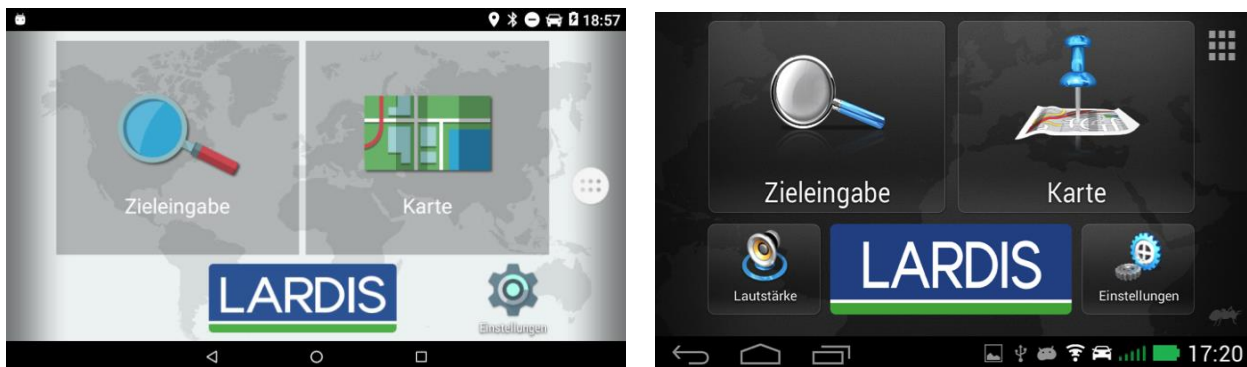 18:57
Zieleingabe
Karte
LARDIS
Einstellungen
Zieleingabe
Karte
Lautstärke
LARDIS
Einstellungen
17:20